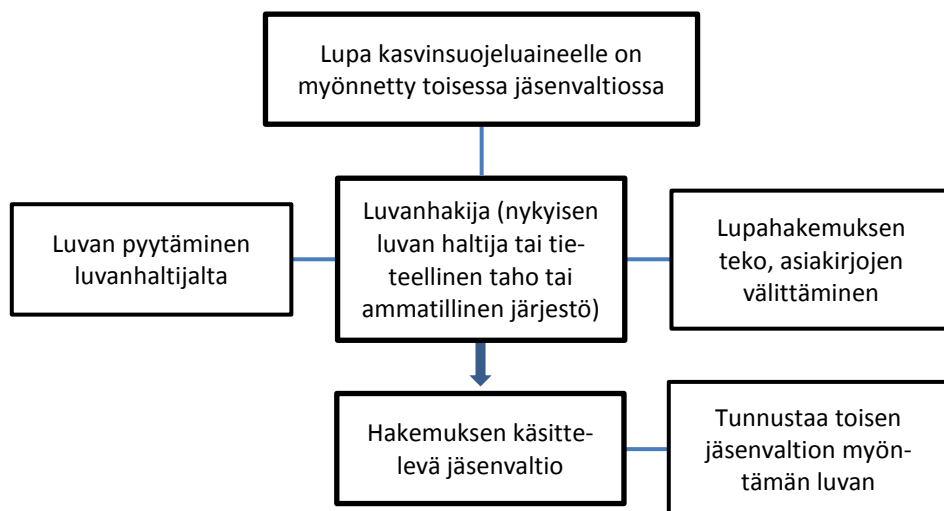 Lupa kasvinsuojeluaineelle on
myönnetty toisessa jäsenvaltiossa
Luvan pyytäminen
luvanhaltijalta
Luvanhakija (nykyisen
luvan haltija tai tie-
teellinen taho tai
ammatillinen järjestö)
Lupahakemuksen
teko, asiakirjojen
välittäminen
Hakemuksen käsitte-
levä jäsenvaltio
Tunnustaa toisen
jäsenvaltion myön-
tämän luvan